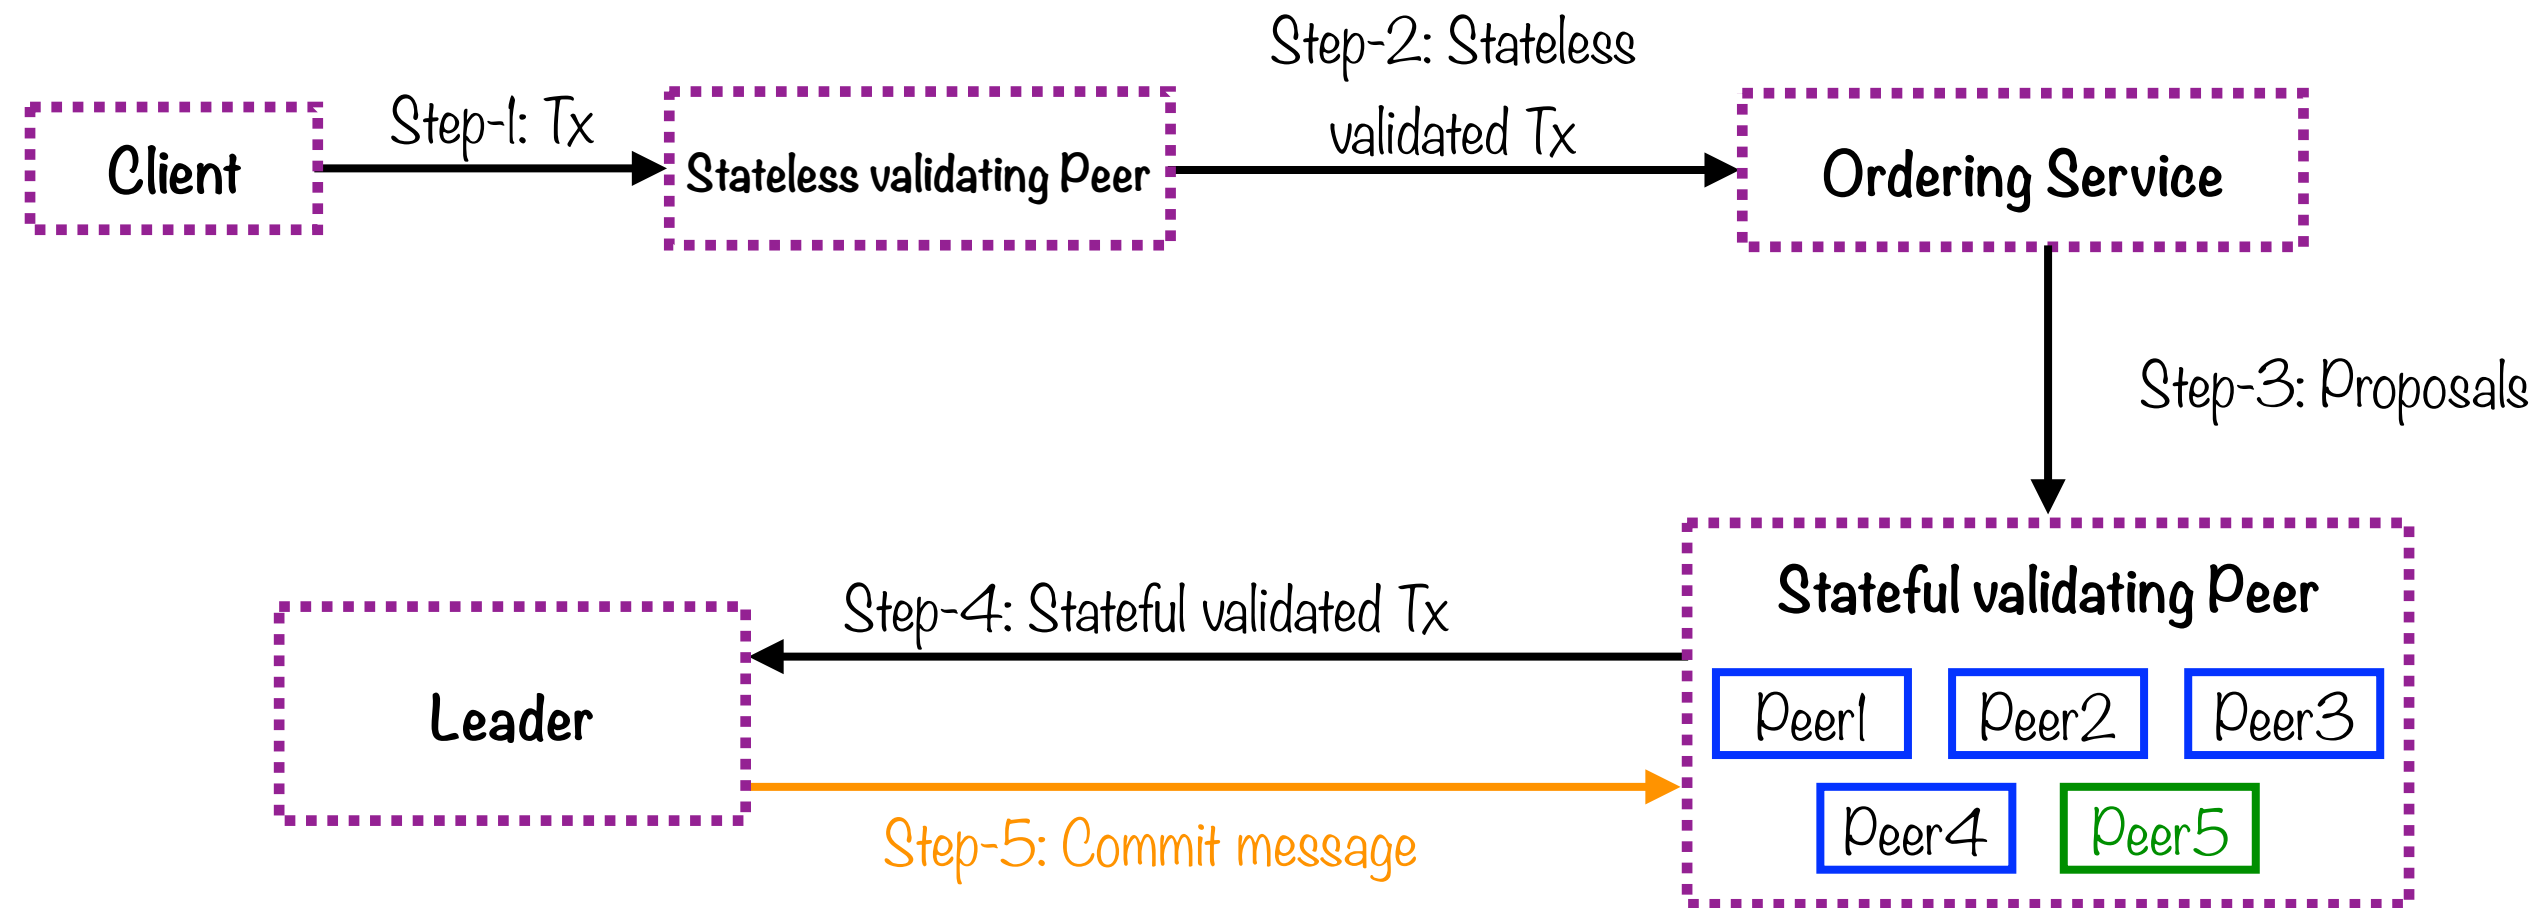 Client
Step-1: Tx
Stateless validating Peer
Step-2: Stateless
validated Tx
Ordering Service
Step-3: Proposals
Stateful validating Peer
Peer1
Peer2
Peer3
Peer4
Peer5
Step-4: Stateful validated Tx
Leader
Step-5: Commit message